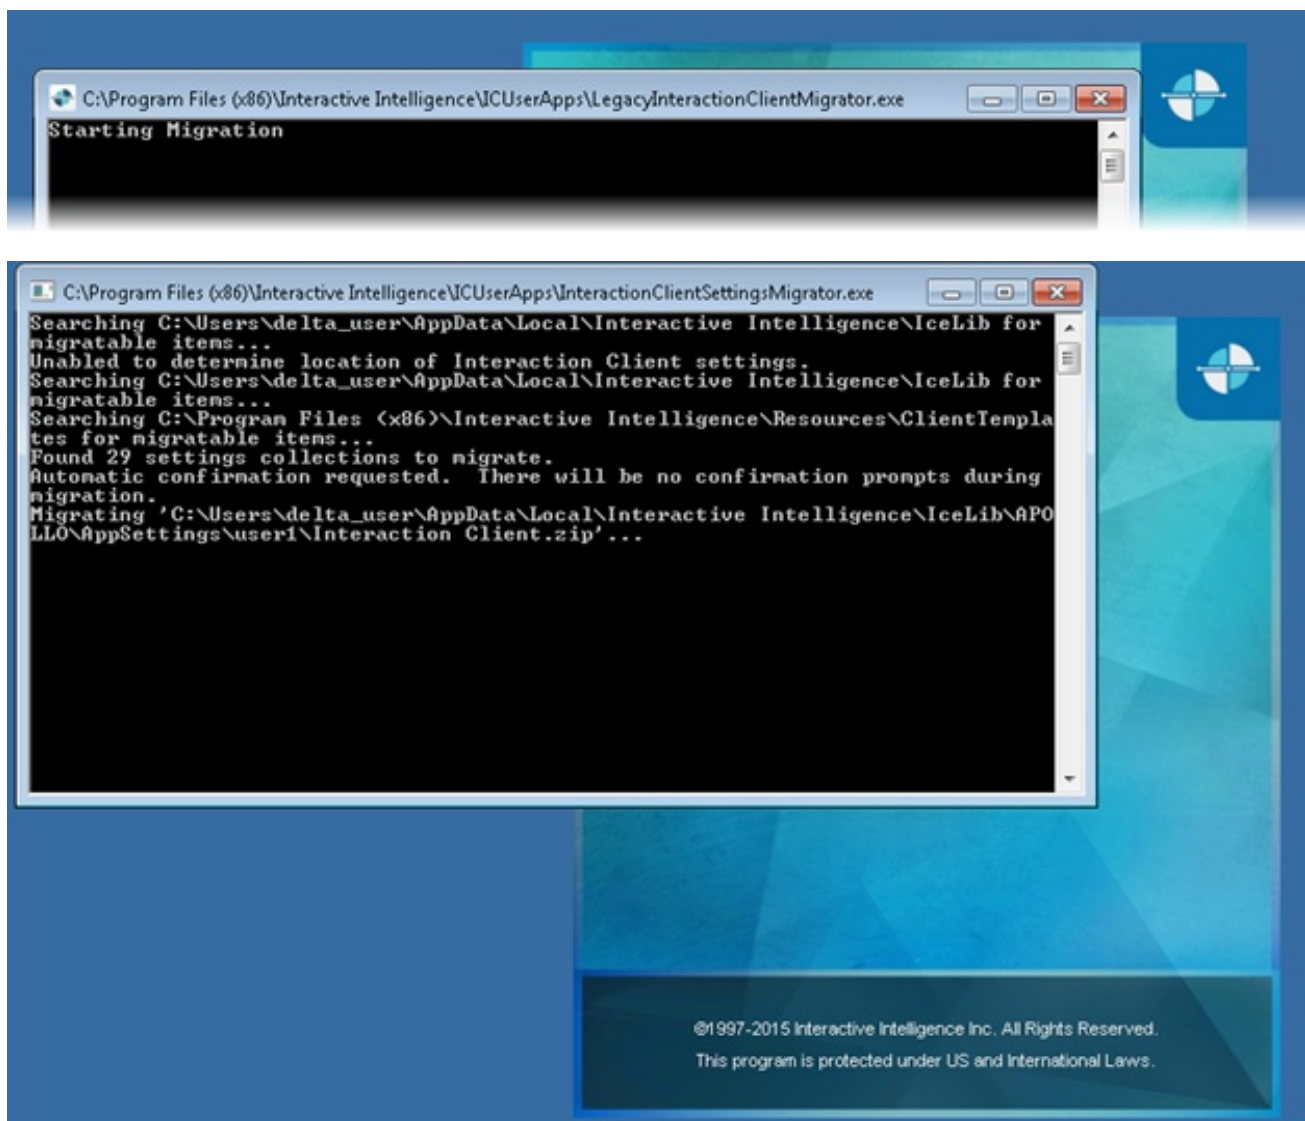 C:\Program Files (x86)\Interactive Intelligence\ICUserApps\LegacyInteractionClientMigrator.exe
Starting Migration
C:\Program Files (x86)\Interactive Intelligence\ICUserApps\InteractionClientSettingsMigrator.exe
Searching C:\Users\delta_user\AppData\Local\Interactive Intelligence\IceLib for
migratable items...
Unabled to determine location of Interaction Client settings.
Searching C:\Users\delta_user\AppData\Local\Interactive Intelligence\IceLib for
migratable items...
Searching C:\Program Files (x86)\Interactive Intelligence\Resources\ClientTempla
tes for migratable items...
Found 29 settings collections to migrate.
Automatic confirmation requested.  There will be no confirmation prompts during
migration.
Migrating 'C:\Users\delta_user\AppData\Local\Interactive Intelligence\IceLib\APO
LLO\AppSettings\user1\Interaction Client.zip'...
©1997-2015 Interactive Intelligence Inc. All Rights Reserved.
This program is protected under US and International Laws.